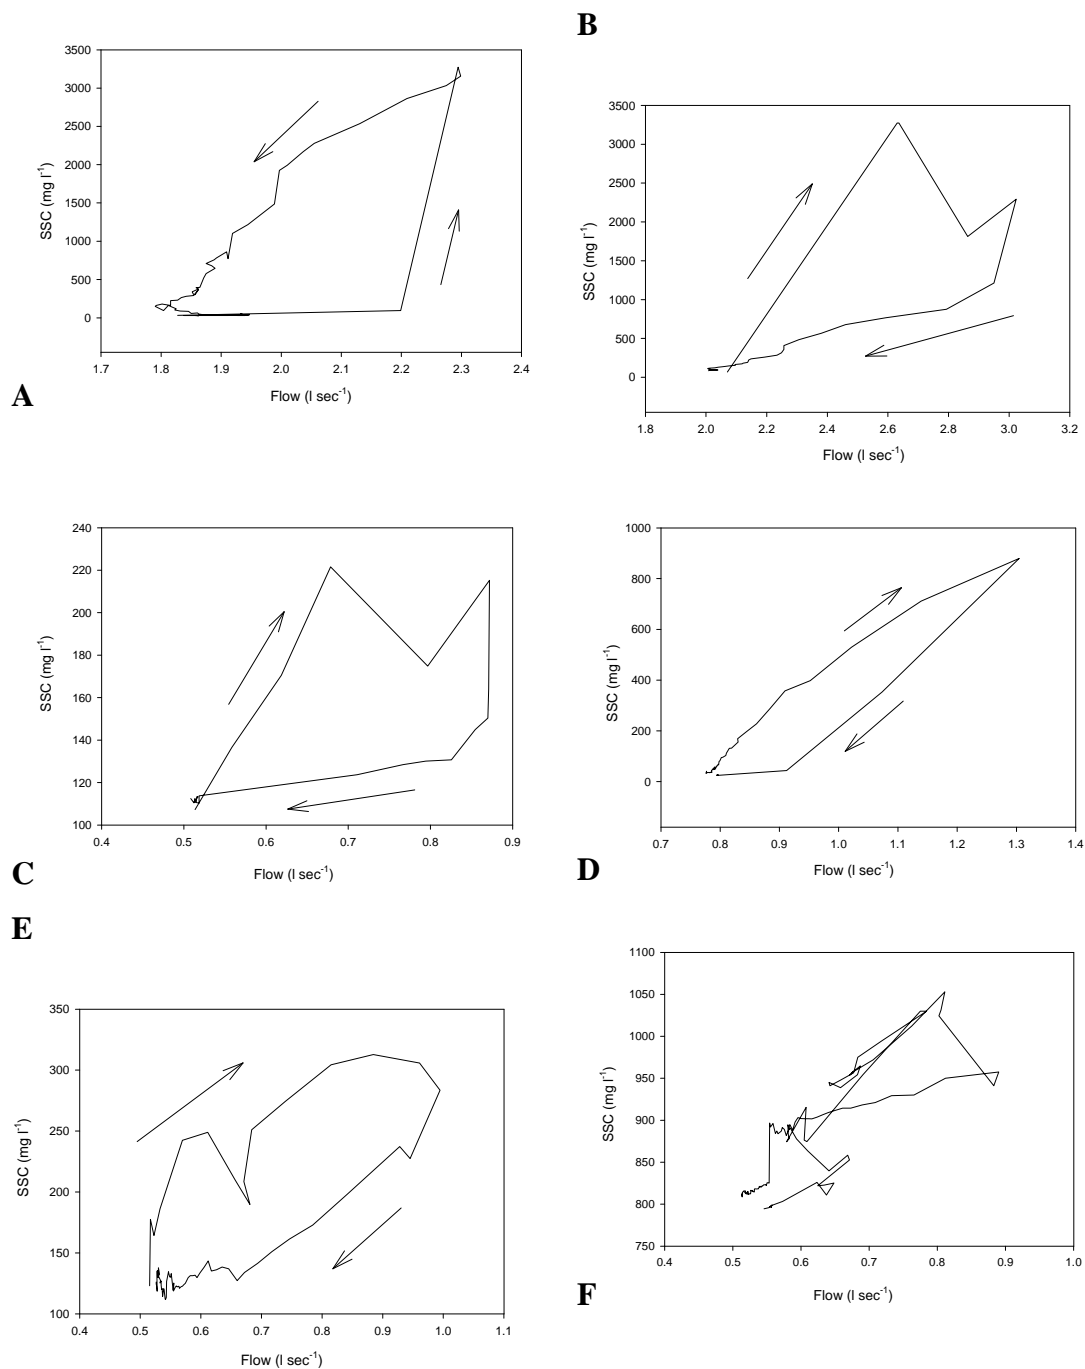 B
3500
3000
2500
2000
1500
1000
500
0
SSC (mg l⁻¹)
1.7 1.8 1.9 2.0 2.1 2.2 2.3 2.4
Flow (l sec⁻¹)
A
3500
3000
2500
2000
1500
1000
500
0
SSC (mg l⁻¹)
1.8 2.0 2.2 2.4 2.6 2.8 3.0 3.2
Flow (l sec⁻¹)
240
220
200
180
160
140
120
100
SSC (mg l⁻¹)
0.4 0.5 0.6 0.7 0.8 0.9
Flow (l sec⁻¹)
C
1000
800
600
400
200
0
SSC (mg l⁻¹)
0.7 0.8 0.9 1.0 1.1 1.2 1.3 1.4
Flow (l sec⁻¹)
D
E
350
300
250
200
150
100
SSC (mg l⁻¹)
0.4 0.5 0.6 0.7 0.8 0.9 1.0 1.1
Flow (l sec⁻¹)
1100
1050
1000
950
900
850
800
750
SSC (mg l⁻¹)
0.4 0.5 0.6 0.7 0.8 0.9 1.0
Flow (l sec⁻¹)
F